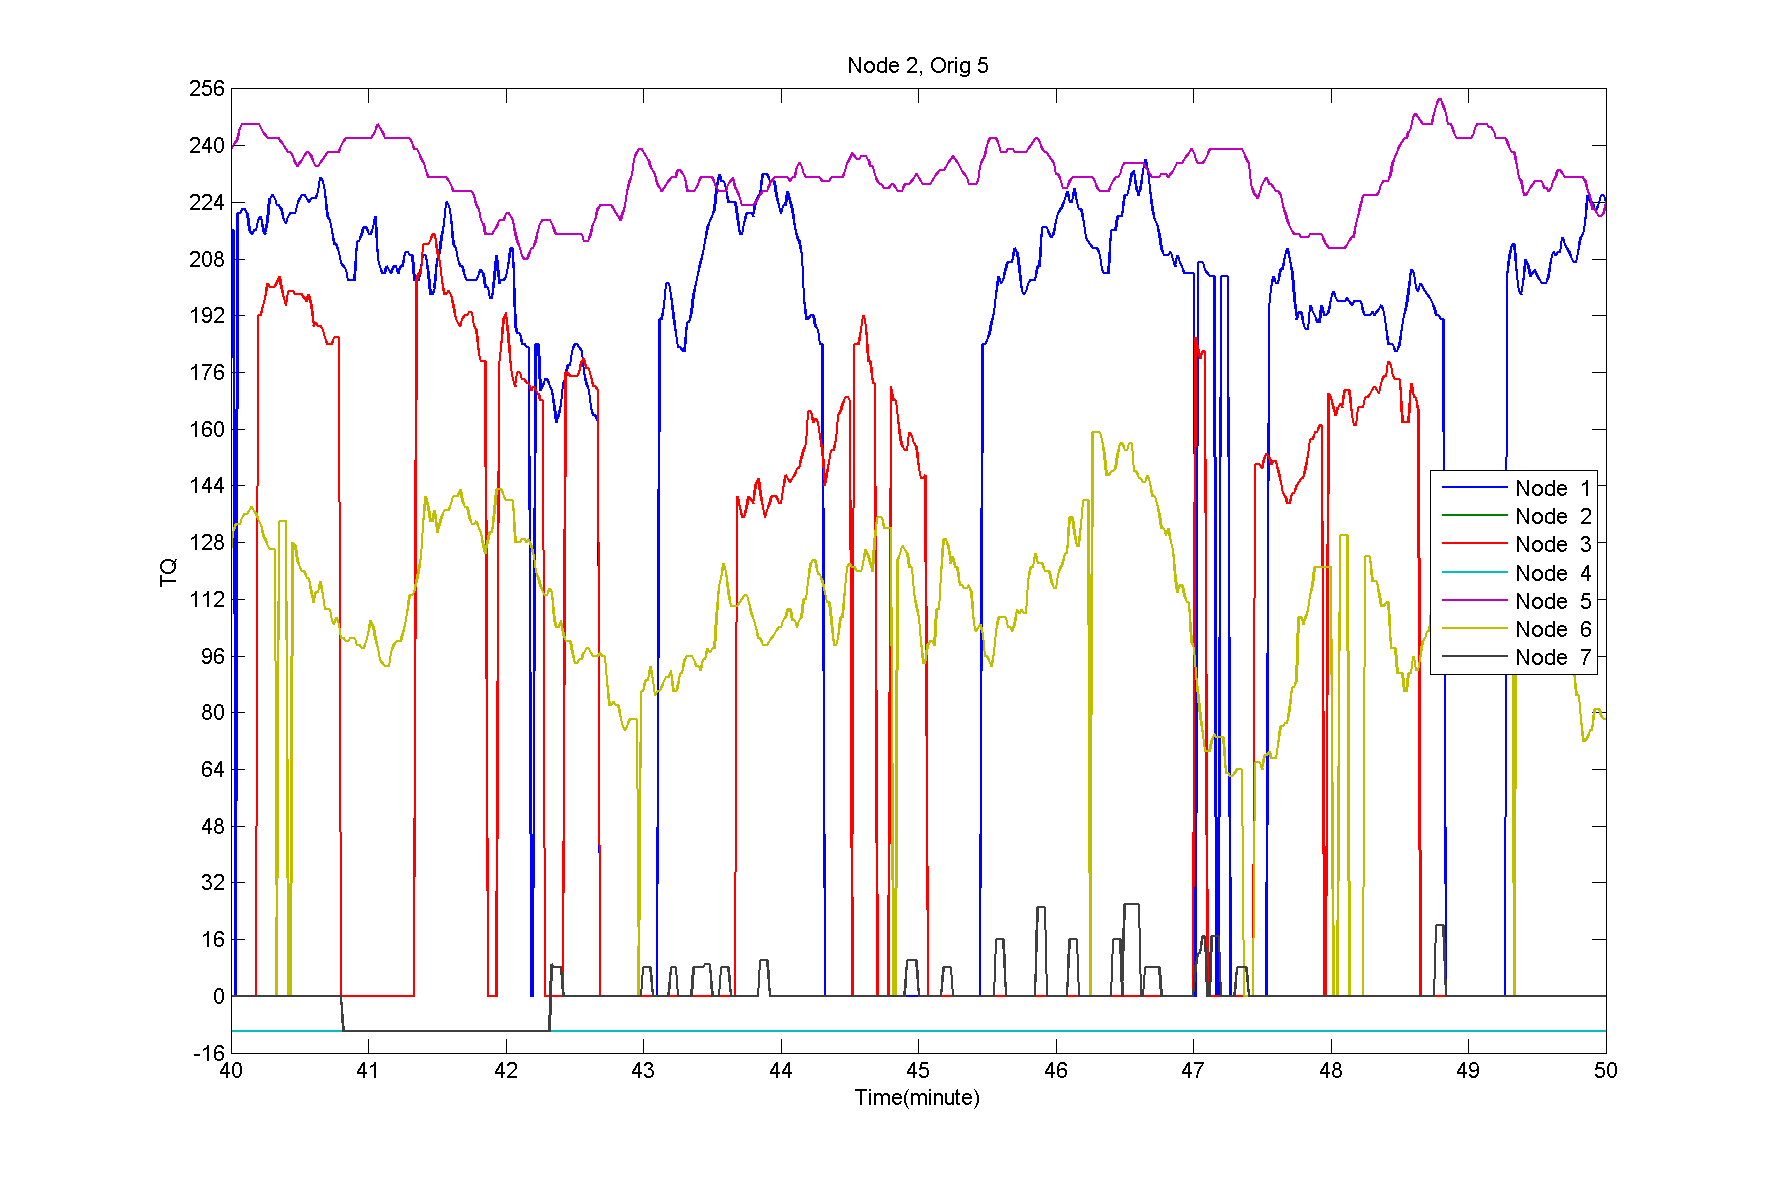 Node 2, Orig 5
256
240
224
208
192
176
160
144
128
112
96
80
64
48
32
16
0
-16
TQ
Node 1
Node 2
Node 3
Node 4
Node 5
Node 6
Node 7
40 41 42 43 44 45 46 47 48 49 50
Time(minute)